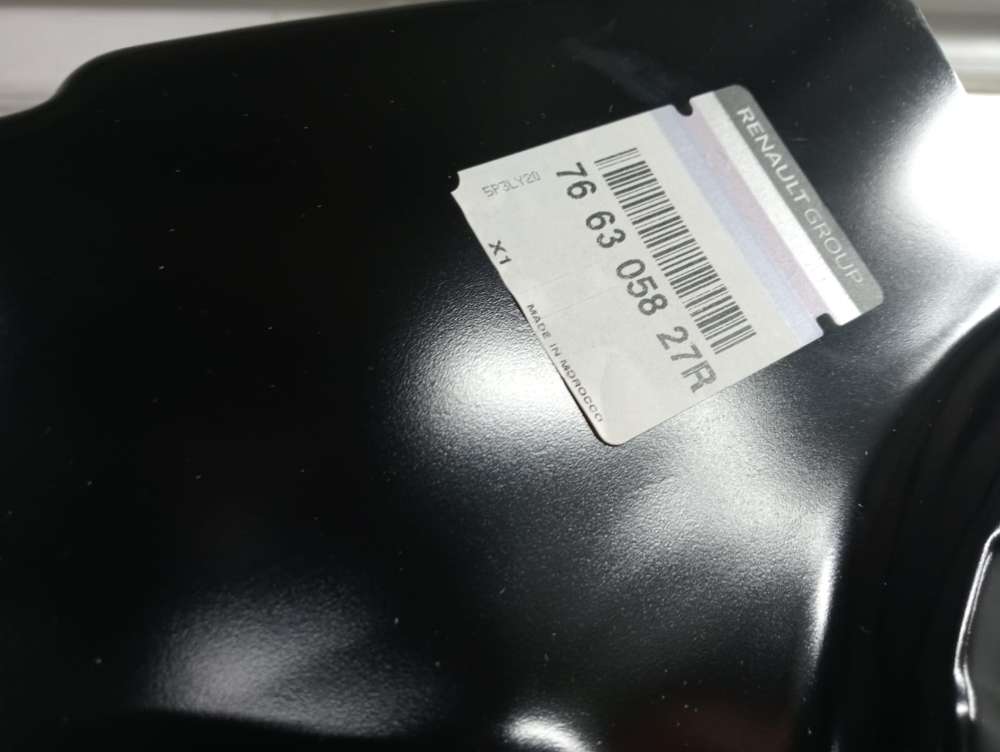 RENAULT GROUP
76 63 058 27R
5P3LY20
X1
MADE IN MOROCCO